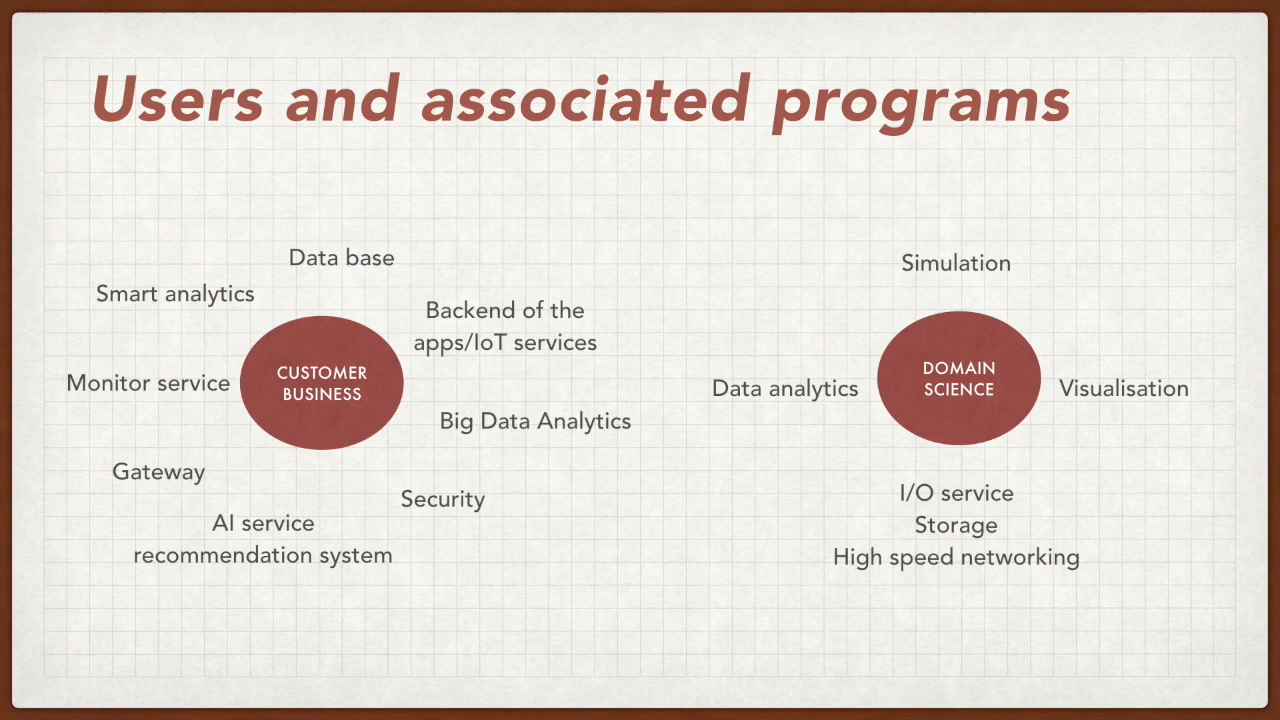 Users and associated programs
Data base
Smart analytics
Backend of the
apps/IoT services
Monitor service
CUSTOMER
BUSINESS
Big Data Analytics
Gateway
Security
AI service
recommendation system
Simulation
Data analytics
DOMAIN
SCIENCE
Visualisation
I/O service
Storage
High speed networking